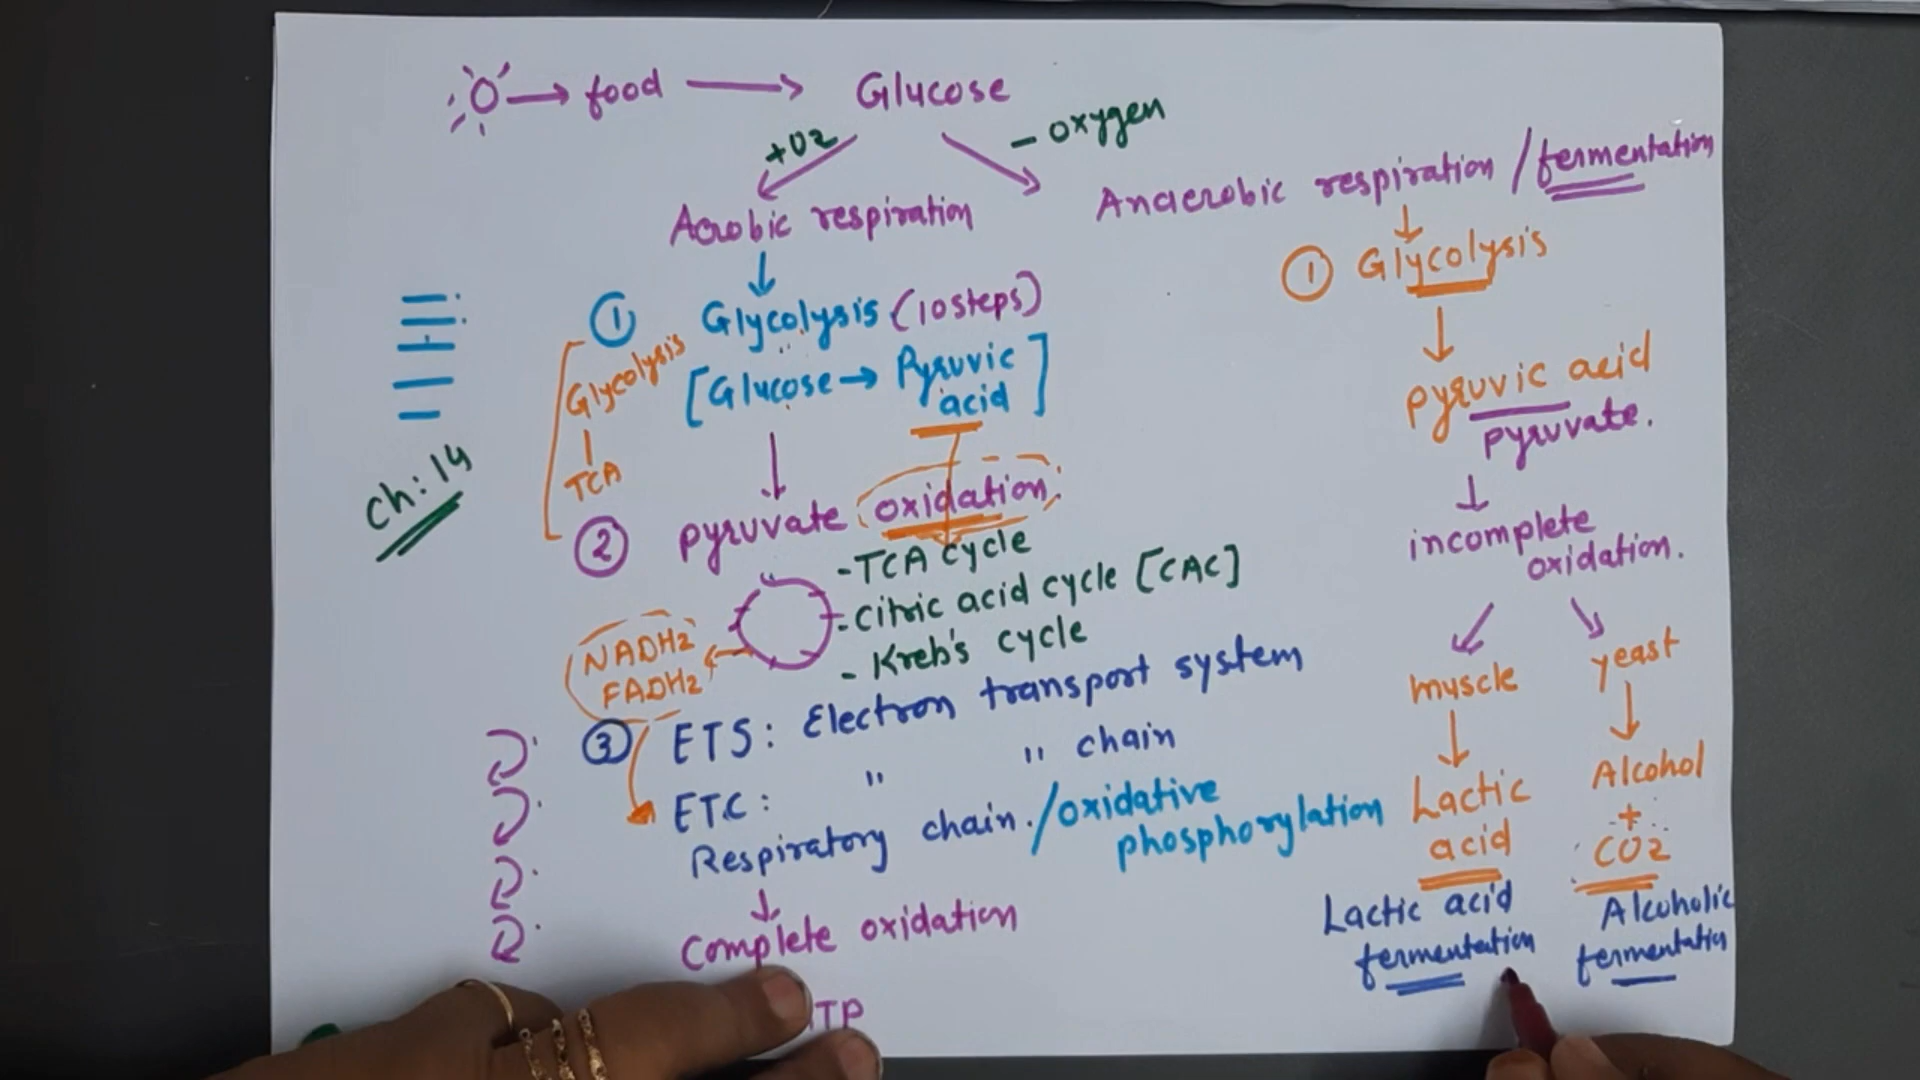 food → Glucose
+O2
- oxygen
Aerobic respiration
Anaerobic respiration / fermentation
① Glycolysis (10 steps)
[Glucose → Pyruvic acid]
Glycolysis
TCA
Ch: 14
② pyruvate oxidation
- TCA cycle
- Citric acid cycle [CAC]
- Kreb's cycle
NADH2
FADH2
③ ETS: Electron transport system
ETC: " " chain
Respiratory chain. / oxidative phosphorylation
Complete oxidation
TP
① Glycolysis
pyruvic acid
pyruvate.
incomplete
oxidation.
muscle
Lactic
acid
Lactic acid
fermentation
yeast
Alcohol
+
CO2
Alcoholic
fermentation